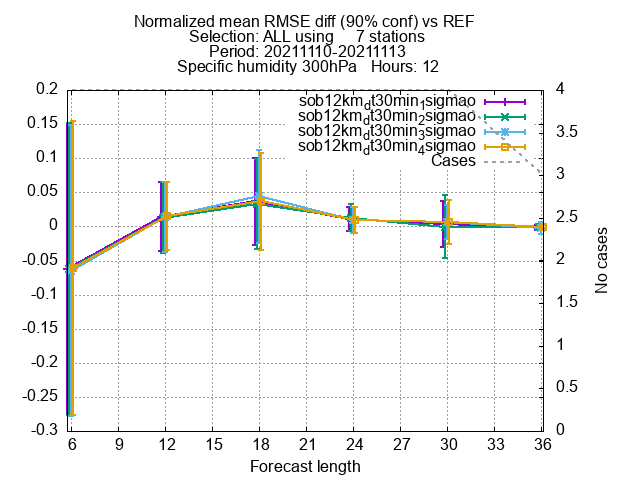 Normalized mean RMSE diff (90% conf) vs REF
Selection: ALL using 7 stations
Period: 20211110-20211113
Specific humidity 300hPa Hours: 12
sob12km_dt30min_1sigmao
sob12km_dt30min_2sigmao
sob12km_dt30min_3sigmao
sob12km_dt30min_4sigmao
Cases
0.2
0.15
0.1
0.05
0
-0.05
-0.1
-0.15
-0.2
-0.25
-0.3
4
3.5
3
2.5
2
1.5
1
0.5
0
No cases
6 9 12 15 18 21 24 27 30 33 36
Forecast length